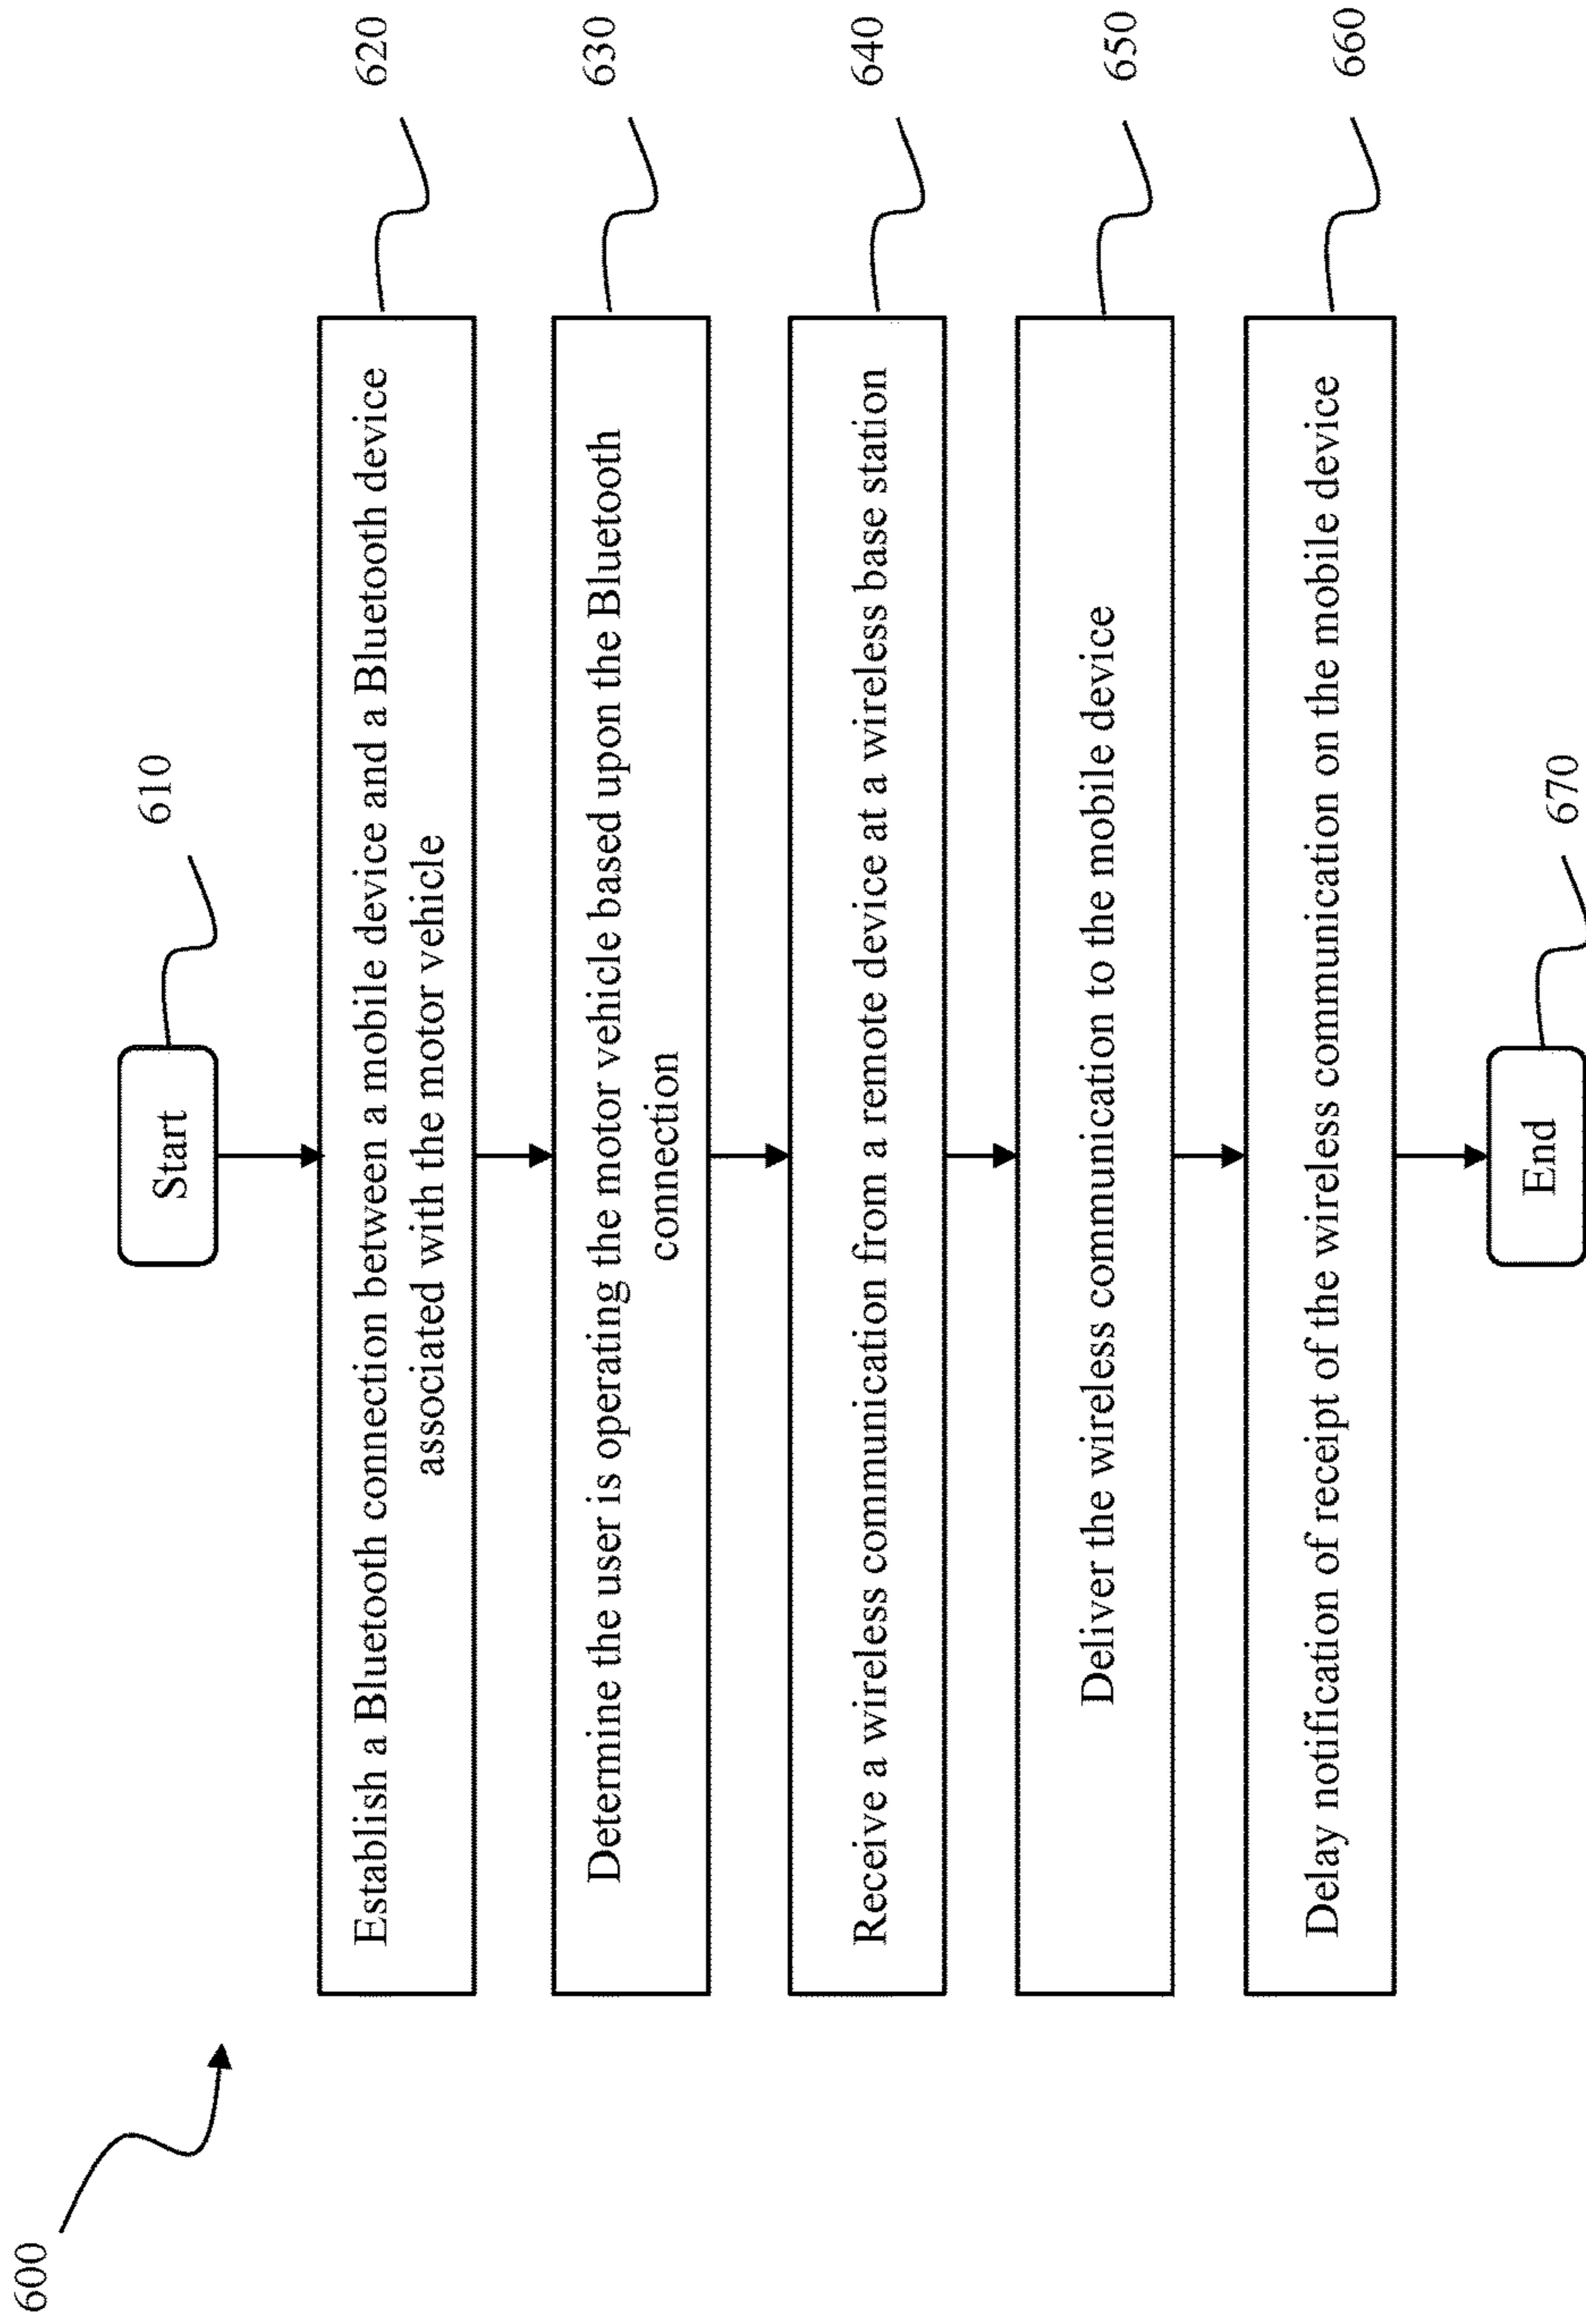 600
Start
610
Establish a Bluetooth connection between a mobile device and a Bluetooth device
associated with the motor vehicle
620
Determine the user is operating the motor vehicle based upon the Bluetooth
connection
630
Receive a wireless communication from a remote device at a wireless base station
640
Deliver the wireless communication to the mobile device
650
Delay notification of receipt of the wireless communication on the mobile device
660
End
670